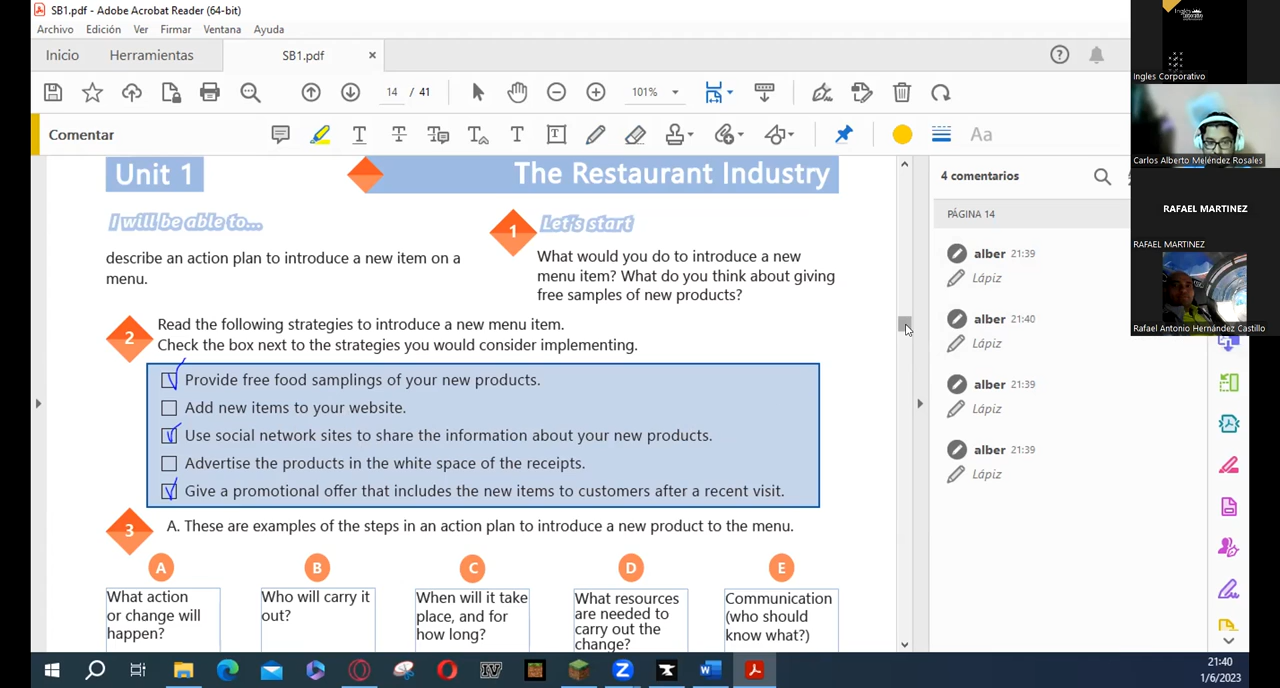 SB1.pdf - Adobe Acrobat Reader (64-bit)
Archivo Edición Ver Firmar Ventana Ayuda
Inicio Herramientas SB1.pdf
14 / 41 101%
Comentar Aa
Unit 1 The Restaurant Industry
I will be able to...
describe an action plan to introduce a new item on a
menu.
1 Let's start
What would you do to introduce a new
menu item? What do you think about giving
free samples of new products?
2 Read the following strategies to introduce a new menu item.
Check the box next to the strategies you would consider implementing.
Provide free food samplings of your new products.
Add new items to your website.
Use social network sites to share the information about your new products.
Advertise the products in the white space of the receipts.
Give a promotional offer that includes the new items to customers after a recent visit.
3 A. These are examples of the steps in an action plan to introduce a new product to the menu.
A
What action
or change will
happen?
B
Who will carry it
out?
C
When will it take
place, and for
how long?
D
What resources
are needed to
carry out the
change?
E
Communication
(who should
know what?)
4 comentarios
PÁGINA 14
alber 21:39
Lápiz
alber 21:40
Lápiz
alber 21:39
Lápiz
alber 21:39
Lápiz
Inglés
Corporativo
Ingles Corporativo
Carlos Alberto Meléndez Rosales
RAFAEL MARTINEZ
RAFAEL MARTINEZ
Rafael Antonio Hernández Castillo
21:40
1/6/2023